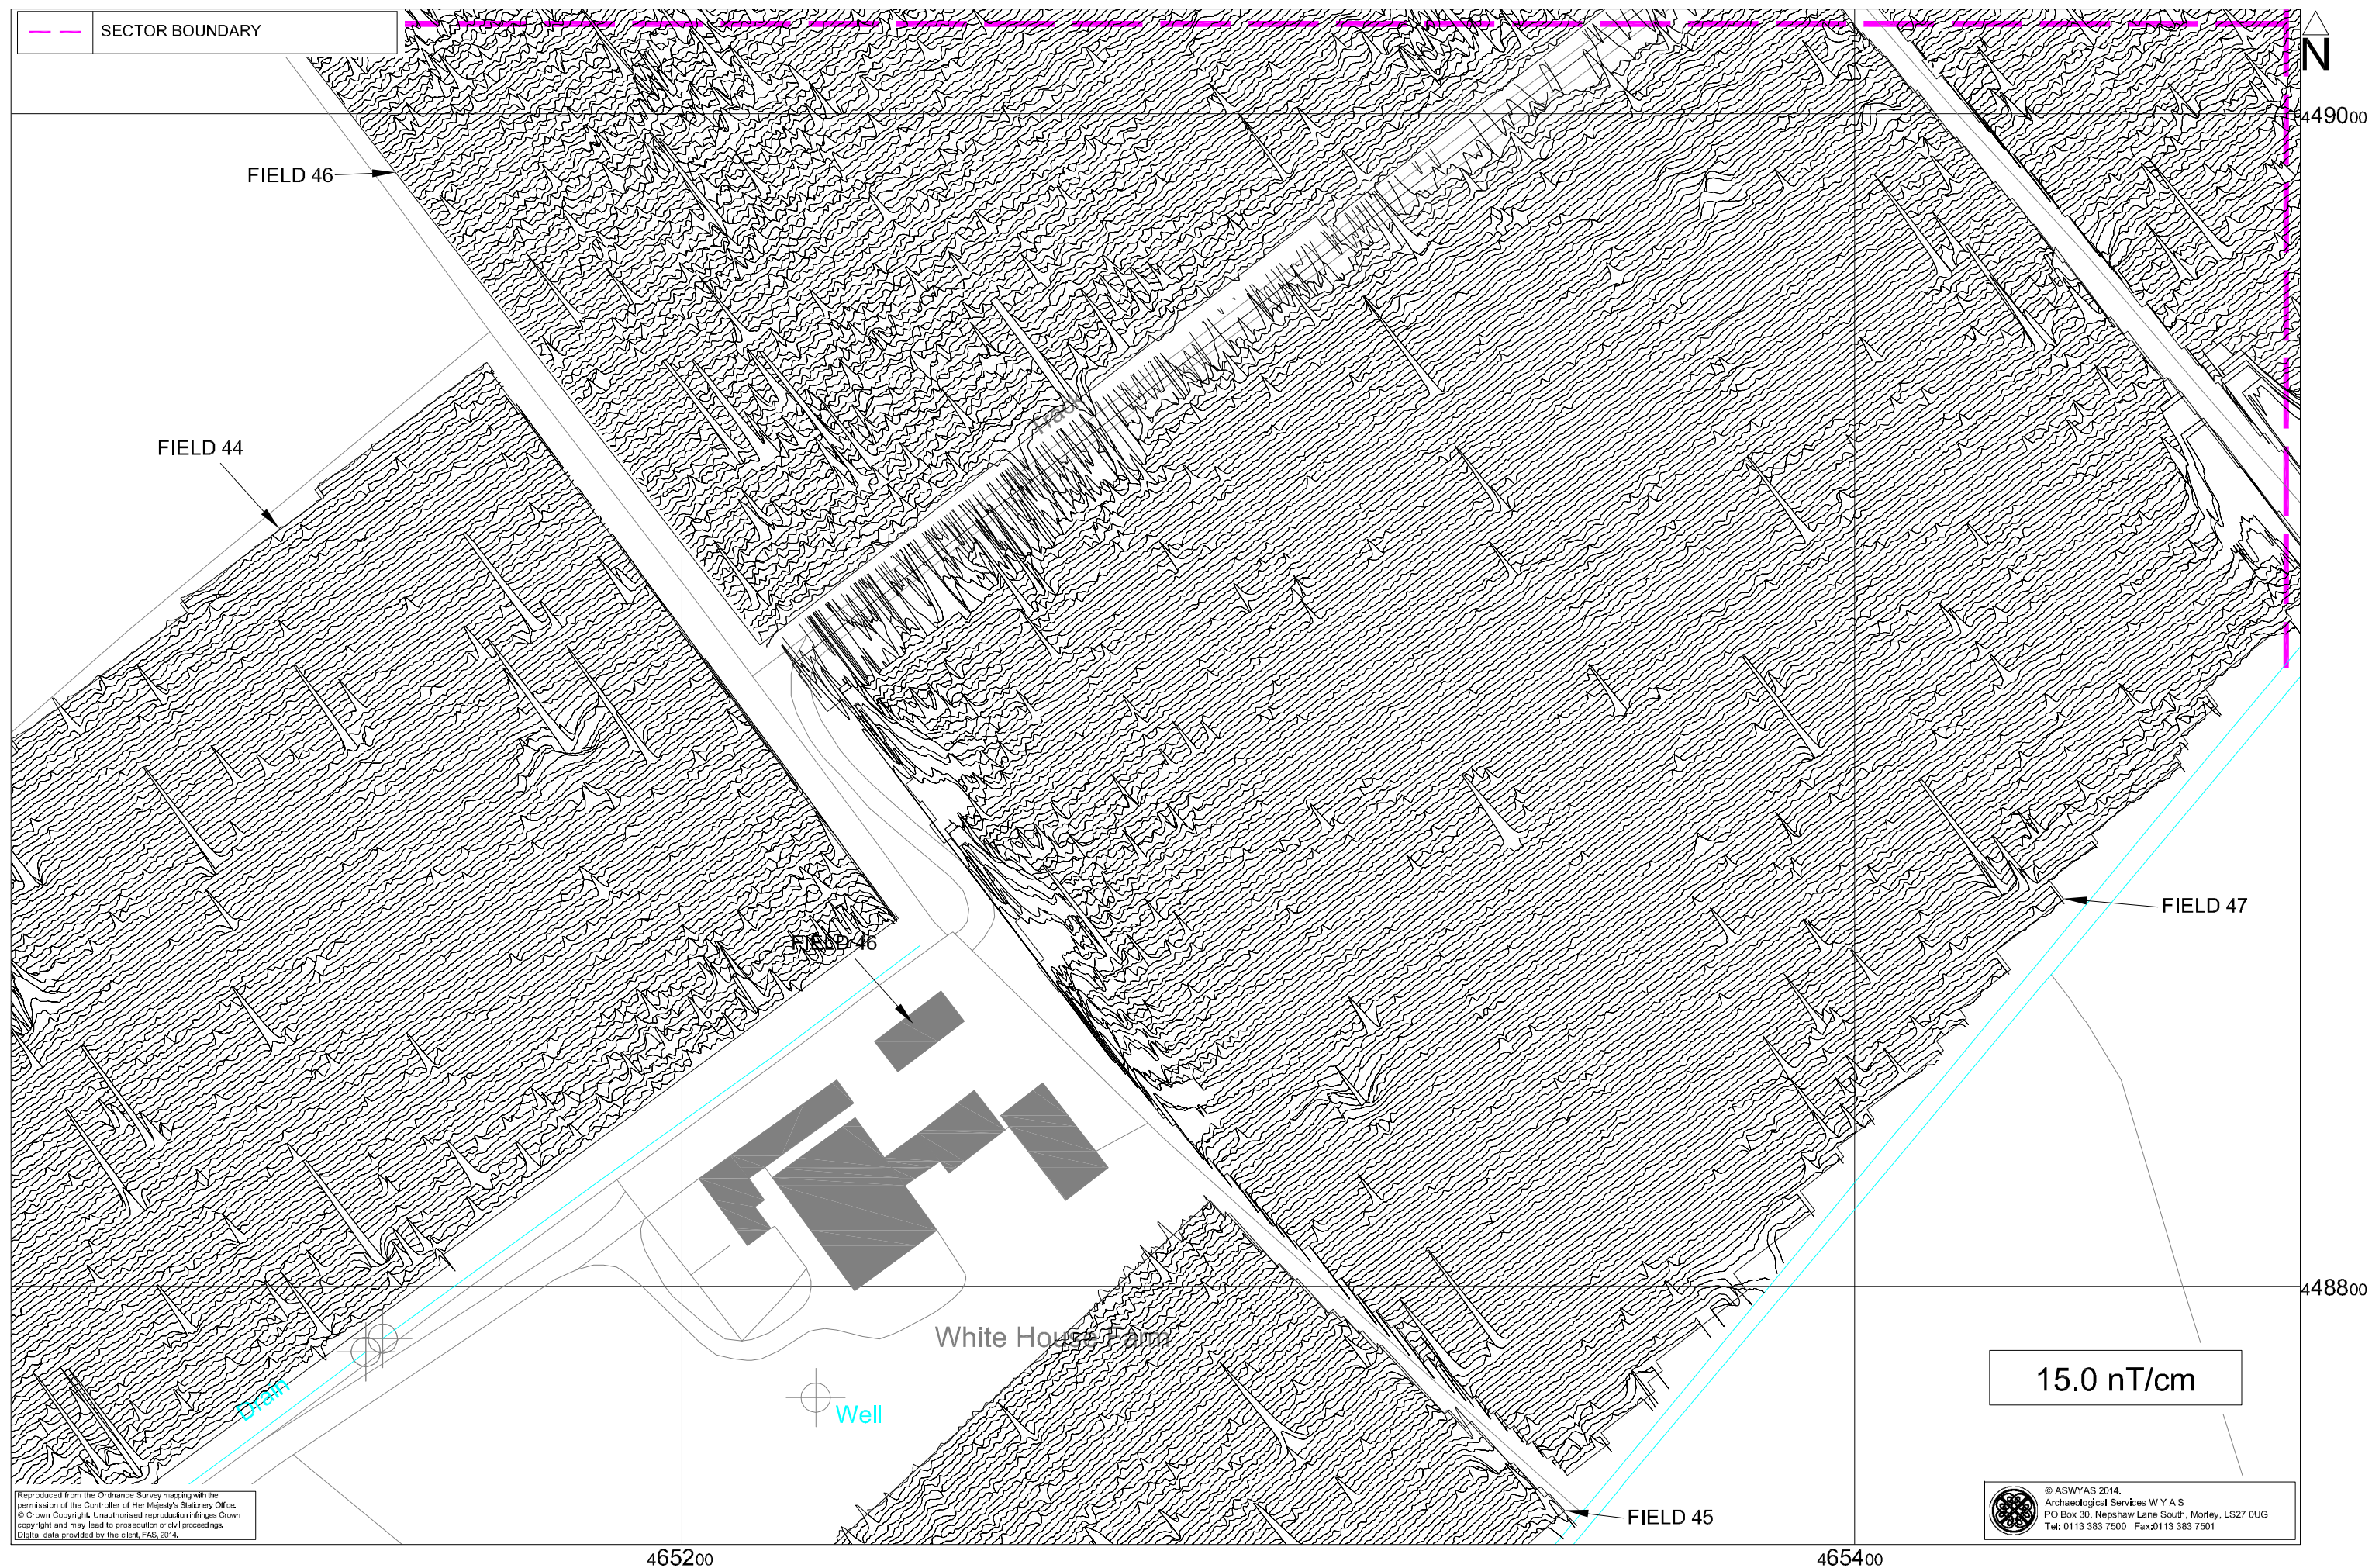 SECTOR BOUNDARY
N
449000
FIELD 46
FIELD 44
Track
FIELD 47
FIELD 46
448800
White House Farm
15.0 nT/cm
Drain
Well
FIELD 45
Reproduced from the Ordnance Survey mapping with the
permission of the Controller of Her Majesty's Stationery Office.
© Crown Copyright. Unauthorised reproduction infringes Crown
copyright and may lead to prosecution or civil proceedings.
Digital data provided by the client, FAS, 2014.
© ASWYAS 2014.
Archaeological Services W Y A S
PO Box 30, Nepshaw Lane South, Morley, LS27 0UG
Tel: 0113 383 7500 Fax:0113 383 7501
465200
465400